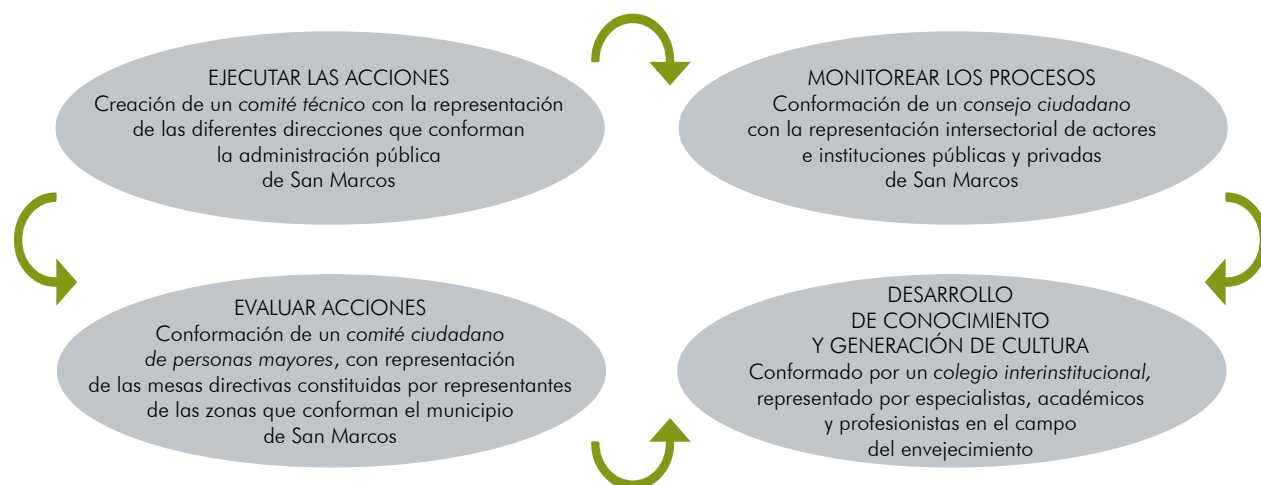 EJECUTAR LAS ACCIONES
Creación de un comité técnico con la representación
de las diferentes direcciones que conforman
la administración pública
de San Marcos
MONITOREAR LOS PROCESOS
Conformación de un consejo ciudadano
con la representación intersectorial de actores
e instituciones públicas y privadas
de San Marcos
EVALUAR ACCIONES
Conformación de un comité ciudadano
de personas mayores, con representación
de las mesas directivas constituidas por representantes
de las zonas que conforman el municipio
de San Marcos
DESARROLLO
DE CONOCIMIENTO
Y GENERACIÓN DE CULTURA
Conformado por un colegio interinstitucional,
representado por especialistas, académicos
y profesionistas en el campo
del envejecimiento